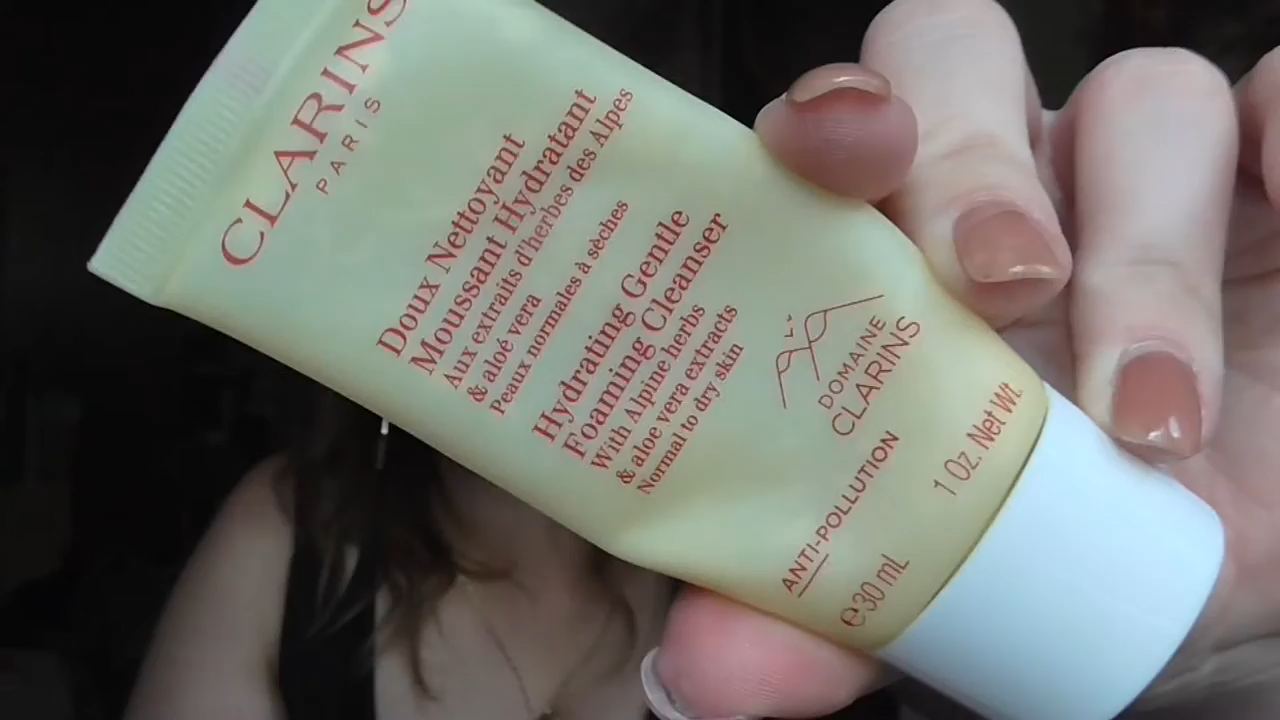 CLARINS
PARIS
Doux Nettoyant
Moussant Hydratant
Aux extraits d'herbes des Alpes
& aloé vera
Peaux normales à sèches
Hydrating Gentle
Foaming Cleanser
With Alpine herbs
& aloe vera extracts
Normal to dry skin
DOMAINE
CLARINS
ANTI-POLLUTION
℮30 mL 1 Oz. Net Wt.